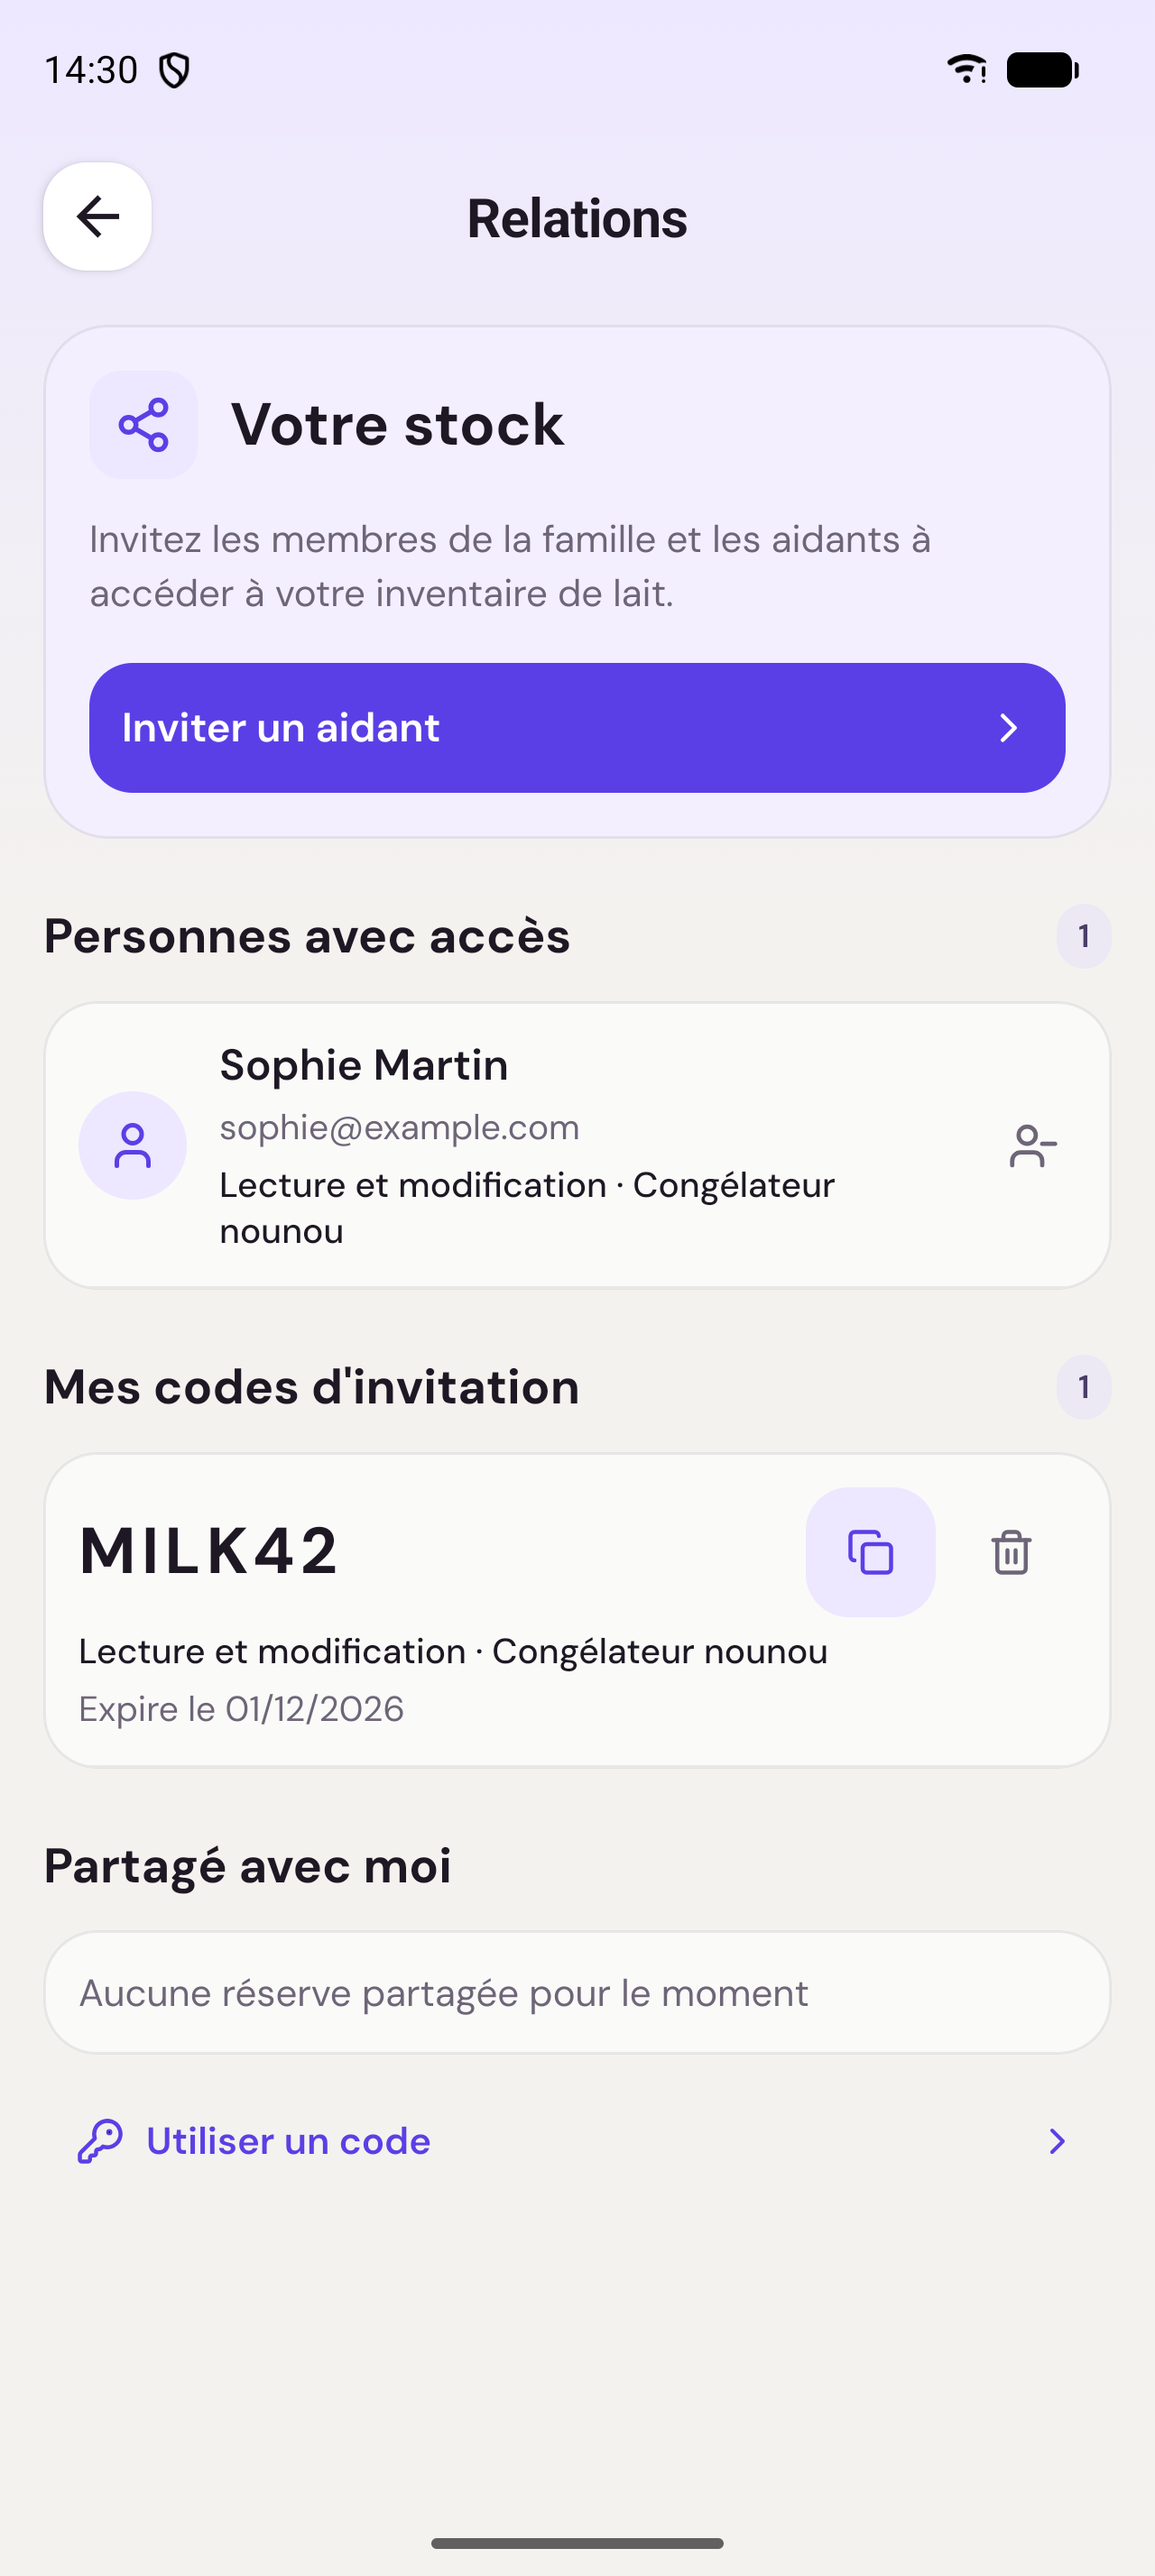 14:30
Relations
Votre stock
Invitez les membres de la famille et les aidants à
accéder à votre inventaire de lait.
Inviter un aidant
Personnes avec accès
1
Sophie Martin
sophie@example.com
Lecture et modification · Congélateur
nounou
Mes codes d'invitation
1
MILK42
Lecture et modification · Congélateur nounou
Expire le 01/12/2026
Partagé avec moi
Aucune réserve partagée pour le moment
Utiliser un code